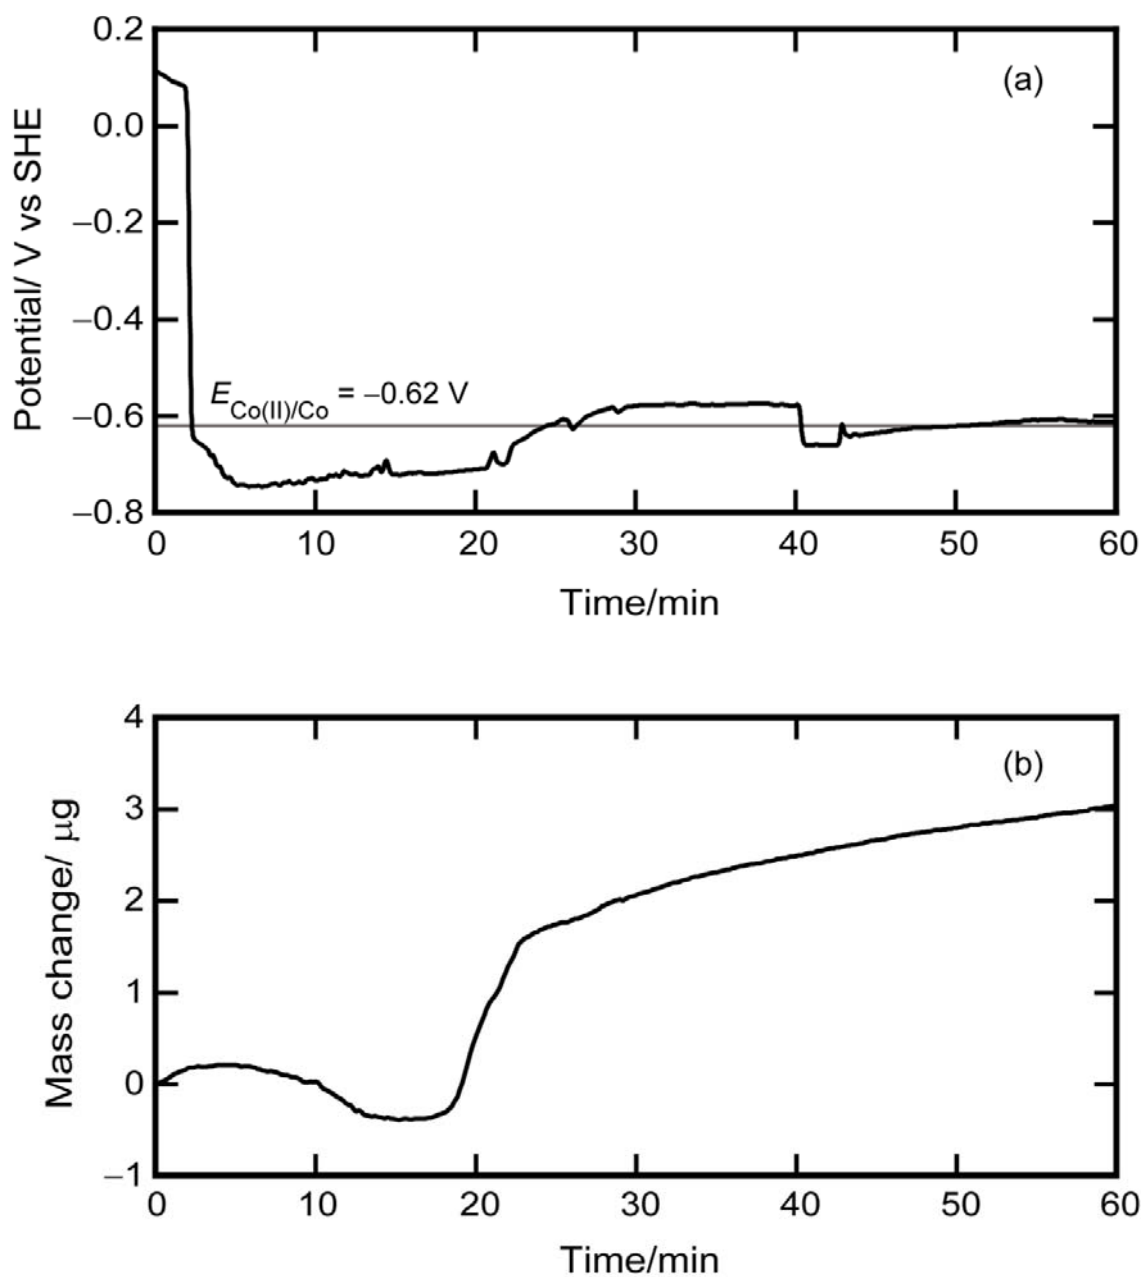 (a)
Potential/ V vs SHE
0.2
0.0
−0.2
−0.4
−0.6
−0.8
E Co(II)/Co = −0.62 V
0 10 20 30 40 50 60
Time/min
(b)
Mass change/ μg
4
3
2
1
0
−1
0 10 20 30 40 50 60
Time/min